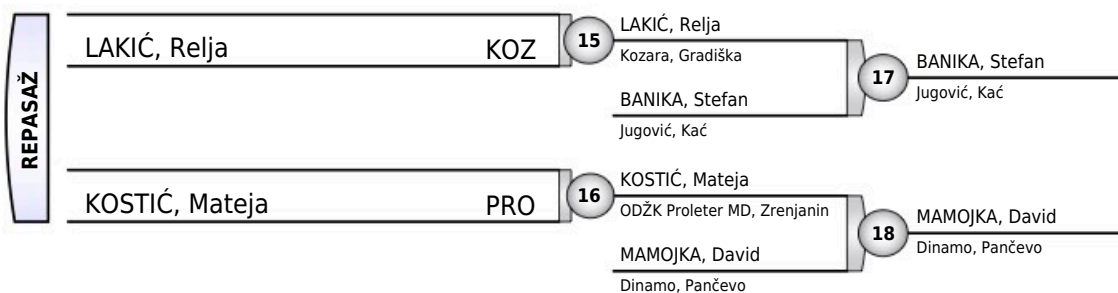 REPASAŽ
LAKIĆ, Relja KOZ
15
LAKIĆ, Relja
Kozara, Gradiška
BANIKA, Stefan
Jugović, Kać
17
BANIKA, Stefan
Jugović, Kać
KOSTIĆ, Mateja PRO
16
KOSTIĆ, Mateja
ODŽK Proleter MD, Zrenjanin
MAMOJKA, David
Dinamo, Pančevo
18
MAMOJKA, David
Dinamo, Pančevo